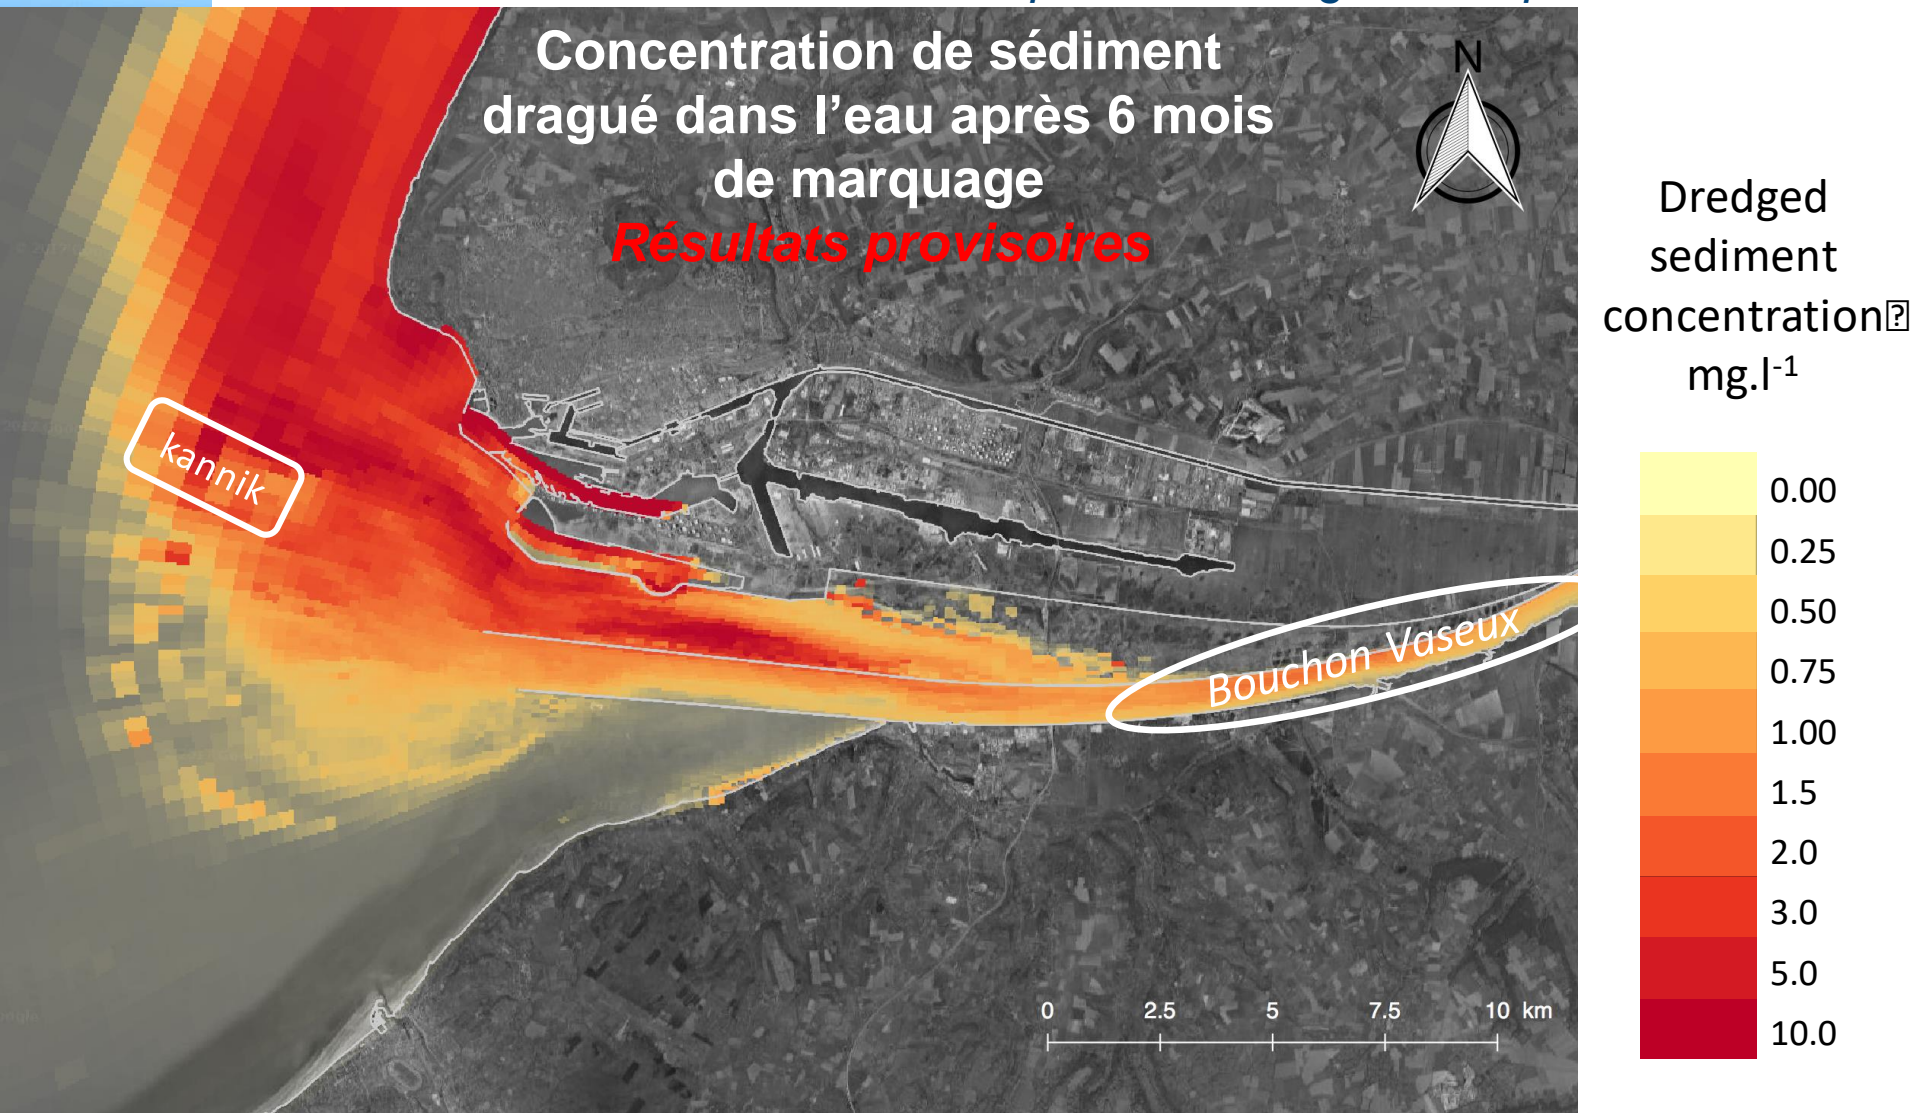 Concentration de sédiment
dragué dans l'eau après 6 mois
de marquage
Résultats provisoires
N
Dredged
sediment
concentration
mg.l-1
kannik
Bouchon Vaseux
0.00
0.25
0.50
0.75
1.00
1.5
2.0
3.0
5.0
10.0
0 2.5 5 7.5 10 km